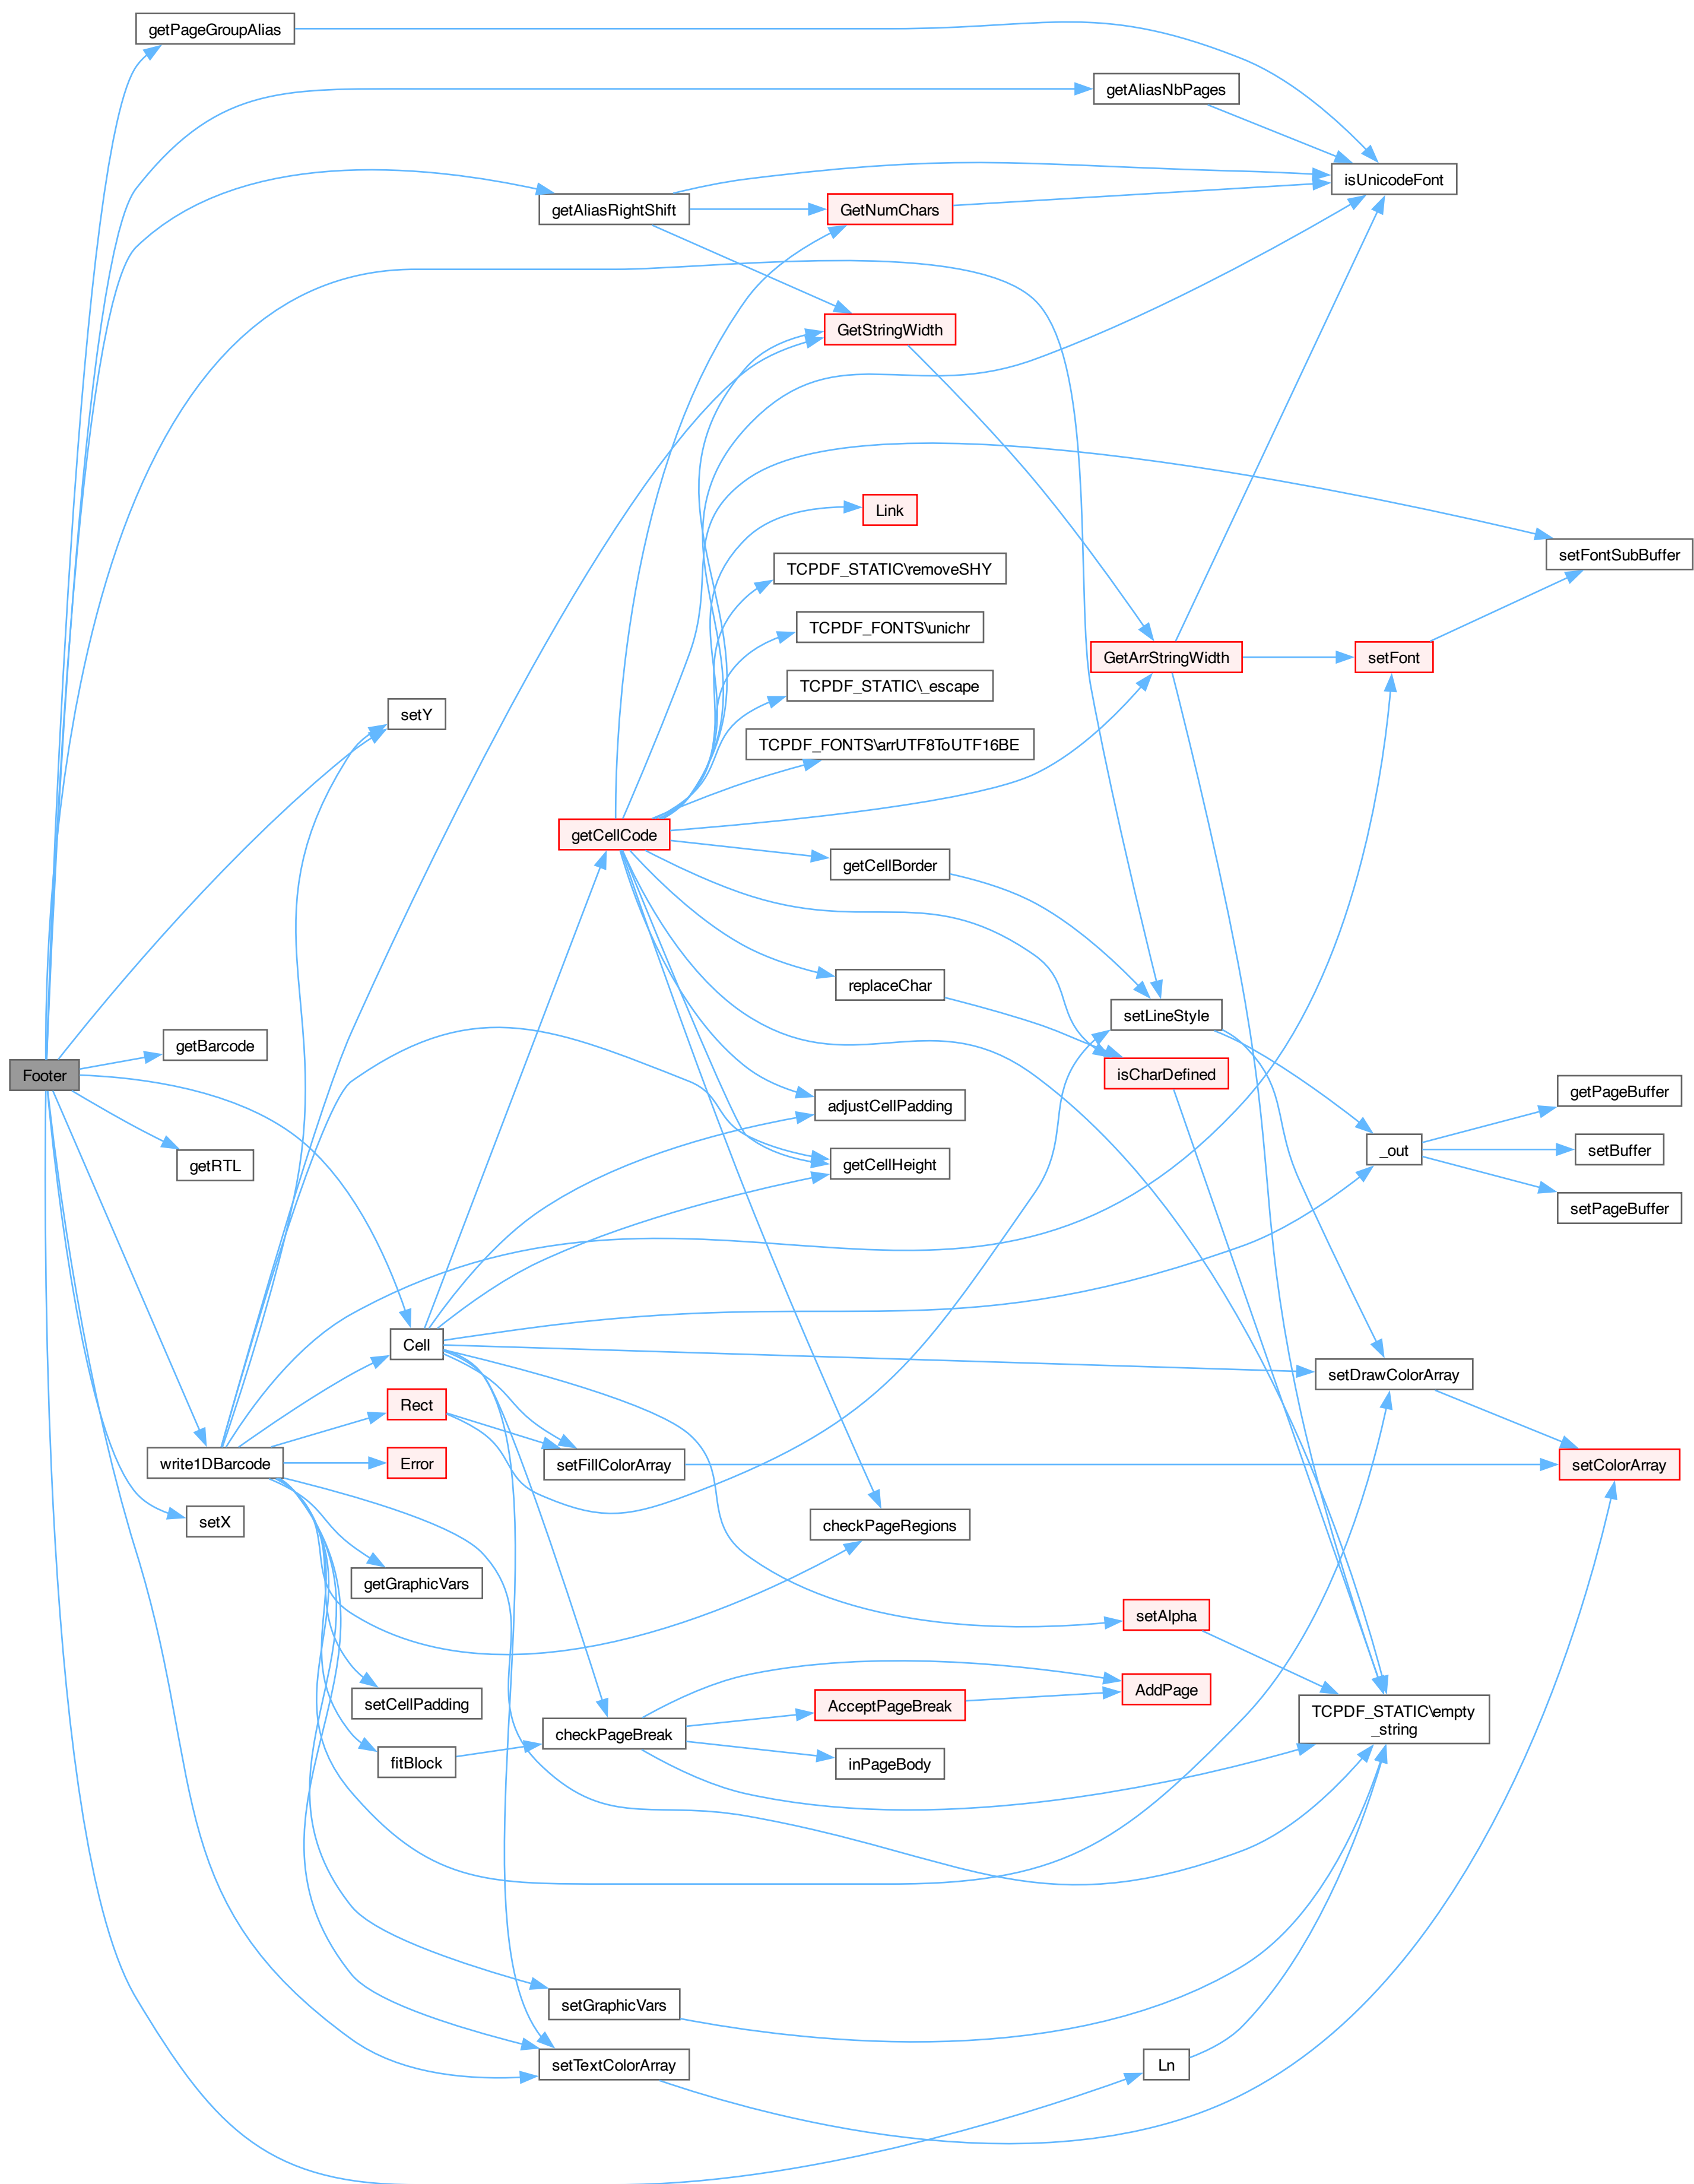 getPageGroupAlias
getAliasNbPages
isUnicodeFont
getAliasRightShift
GetNumChars
GetStringWidth
Link
setFontSubBuffer
TCPDF_STATIC\removeSHY
TCPDF_FONTS\unichr
GetArrStringWidth
setFont
TCPDF_STATIC\_escape
setY
TCPDF_FONTS\arrUTF8ToUTF16BE
getCellCode
getCellBorder
replaceChar
setLineStyle
getBarcode
Footer
isCharDefined
getPageBuffer
adjustCellPadding
_out
setBuffer
getRTL
getCellHeight
setPageBuffer
Cell
setDrawColorArray
Rect
write1DBarcode
Error
setFillColorArray
setColorArray
setX
checkPageRegions
getGraphicVars
setAlpha
AddPage
setCellPadding
AcceptPageBreak
TCPDF_STATIC\empty
_string
checkPageBreak
fitBlock
inPageBody
setGraphicVars
setTextColorArray
Ln